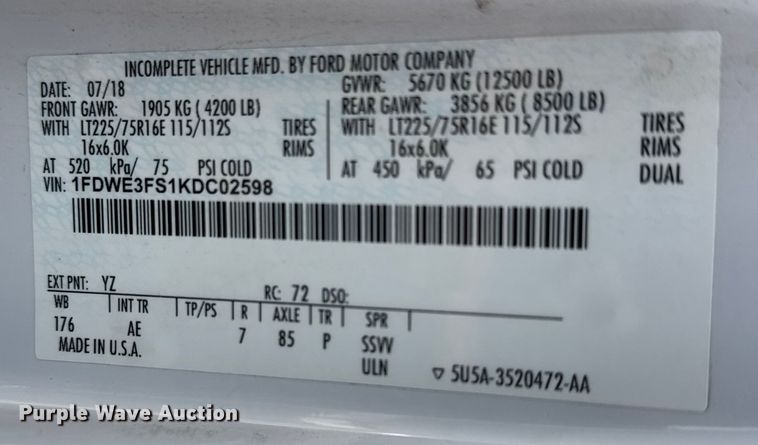 INCOMPLETE VEHICLE MFD. BY FORD MOTOR COMPANY
DATE: 07/18 GVWR: 5670 KG (12500 LB)
FRONT GAWR: 1905 KG (4200 LB) REAR GAWR: 3856 KG (8500 LB)
WITH LT225/75R16E 115/112S TIRES WITH LT225/75R16E 115/112S TIRES
16x6.0K RIMS 16x6.0K RIMS
AT 520 kPa/ 75 PSI COLD AT 450 kPa/ 65 PSI COLD DUAL
VIN: 1FDWE3FS1KDC02598
EXT PNT: YZ RC: 72 DSO:
WB INT TR TP/PS R AXLE TR SPR
176 AE 7 85 P SSVV
MADE IN U.S.A. ULN
5U5A-3520472-AA
Purple Wave Auction